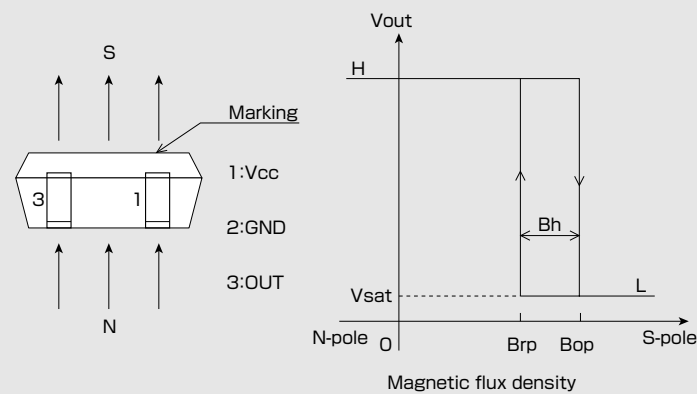 S
Marking
3
1
1:Vcc
2:GND
3:OUT
N
Vout
H
Bh
Vsat
L
N-pole
0
Brp
Bop
S-pole
Magnetic flux density